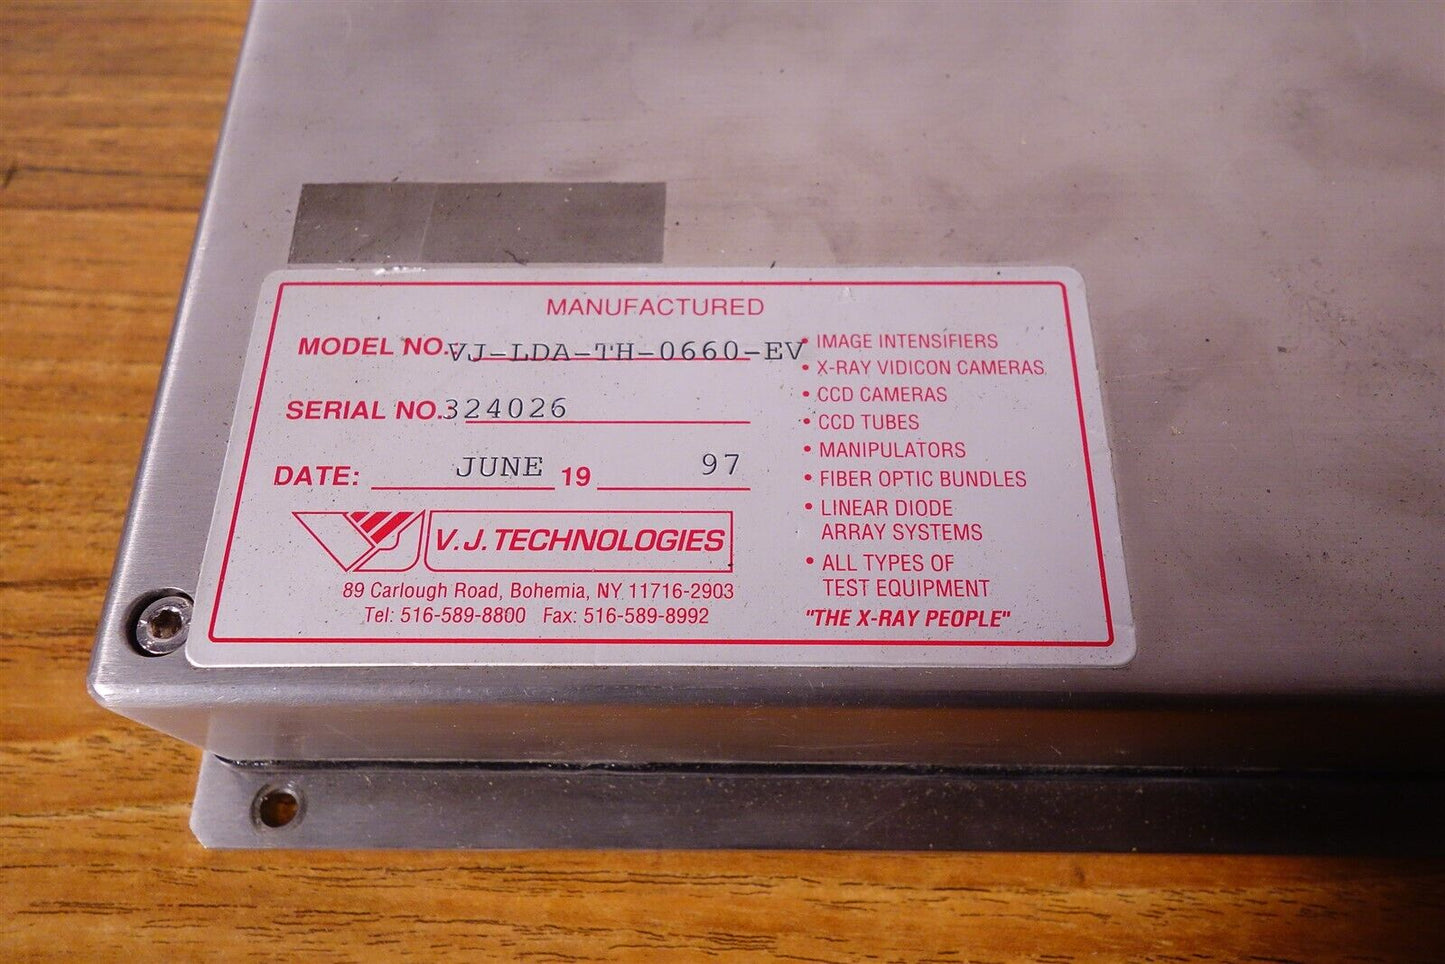 MANUFACTURED
MODEL NO. VJ-LDA-TH-0660-EV
SERIAL NO. 324026
DATE: JUNE 19 97
V.J. TECHNOLOGIES
89 Carlough Road, Bohemia, NY 11716-2903
Tel: 516-589-8800 Fax: 516-589-8992
• IMAGE INTENSIFIERS
• X-RAY VIDICON CAMERAS
• CCD CAMERAS
• CCD TUBES
• MANIPULATORS
• FIBER OPTIC BUNDLES
• LINEAR DIODE
ARRAY SYSTEMS
• ALL TYPES OF
TEST EQUIPMENT
"THE X-RAY PEOPLE"